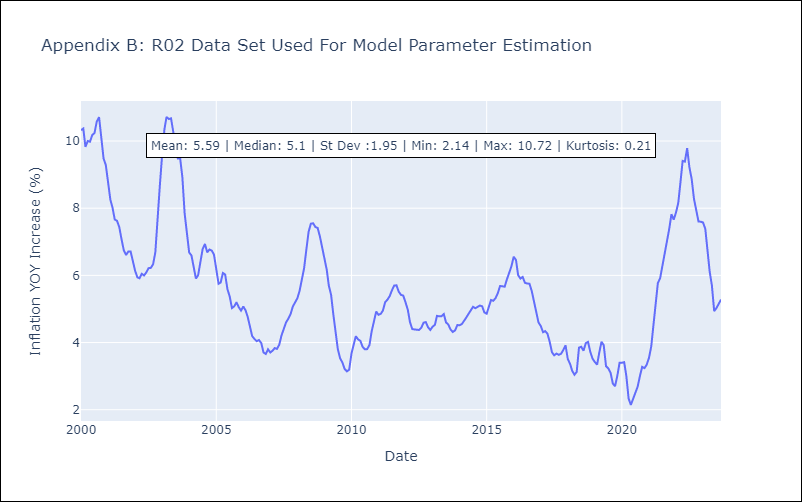 Appendix B: R02 Data Set Used For Model Parameter Estimation
Mean: 5.59 | Median: 5.1 | St Dev :1.95 | Min: 2.14 | Max: 10.72 | Kurtosis: 0.21
Inflation YOY Increase (%)
10
8
6
4
2
2000
2005
2010
2015
2020
Date